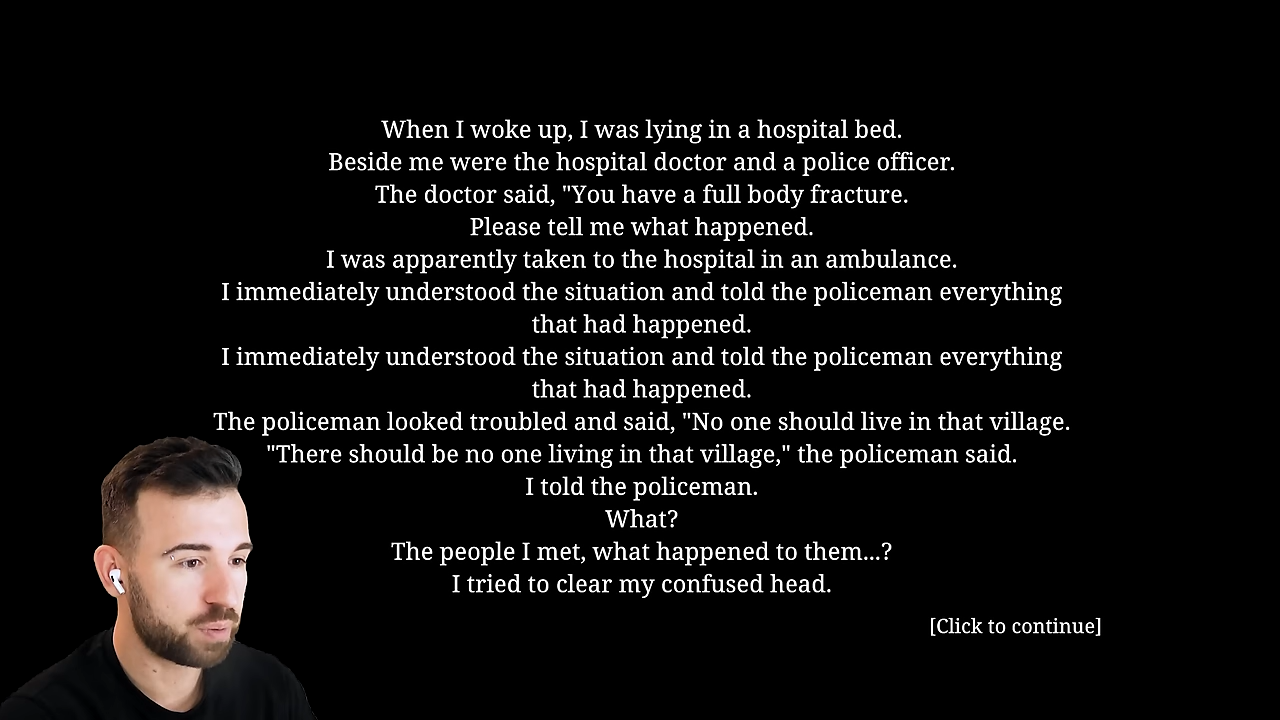 When I woke up, I was lying in a hospital bed.
Beside me were the hospital doctor and a police officer.
The doctor said, "You have a full body fracture.
Please tell me what happened.
I was apparently taken to the hospital in an ambulance.
I immediately understood the situation and told the policeman everything
that had happened.
I immediately understood the situation and told the policeman everything
that had happened.
The policeman looked troubled and said, "No one should live in that village.
"There should be no one living in that village," the policeman said.
I told the policeman.
What?
The people I met, what happened to them...?
I tried to clear my confused head.
[Click to continue]